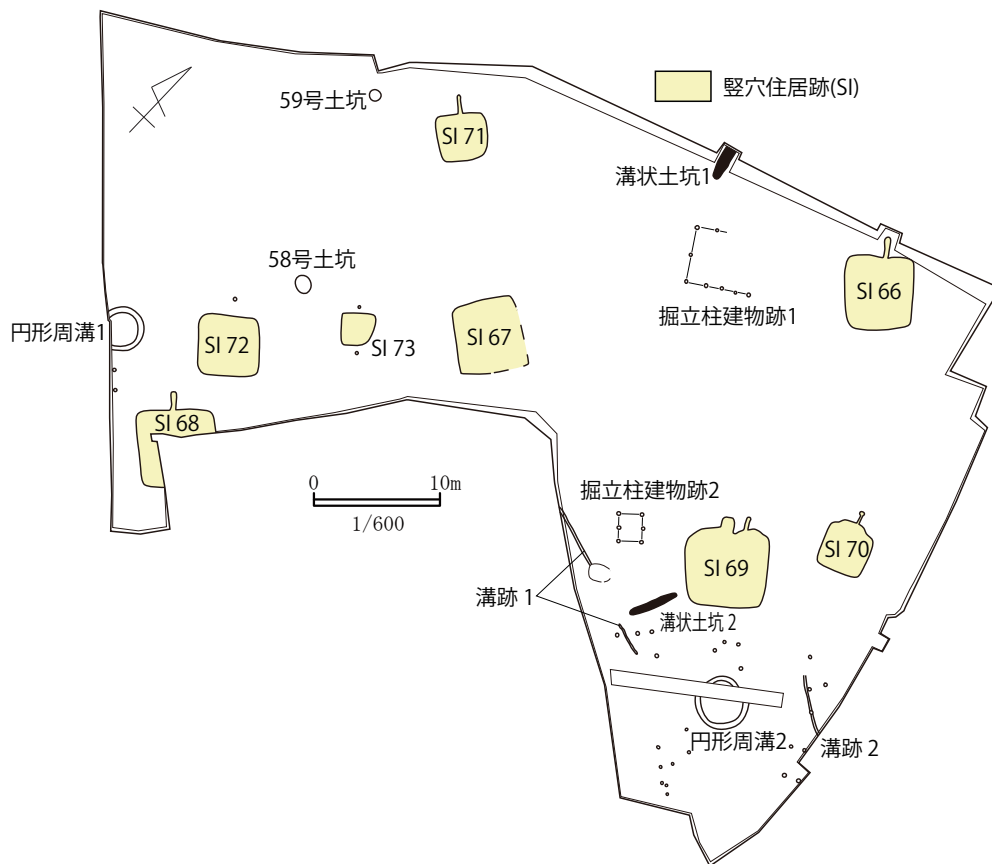 竪穴住居跡(SI)
59号土坑
SI 71
溝状土坑1
58号土坑
掘立柱建物跡1
SI 66
円形周溝1
SI 72
SI 73
SI 67
SI 68
0 10m
1/600
掘立柱建物跡2
SI 69
SI 70
溝跡 1
溝状土坑 2
円形周溝2
溝跡 2